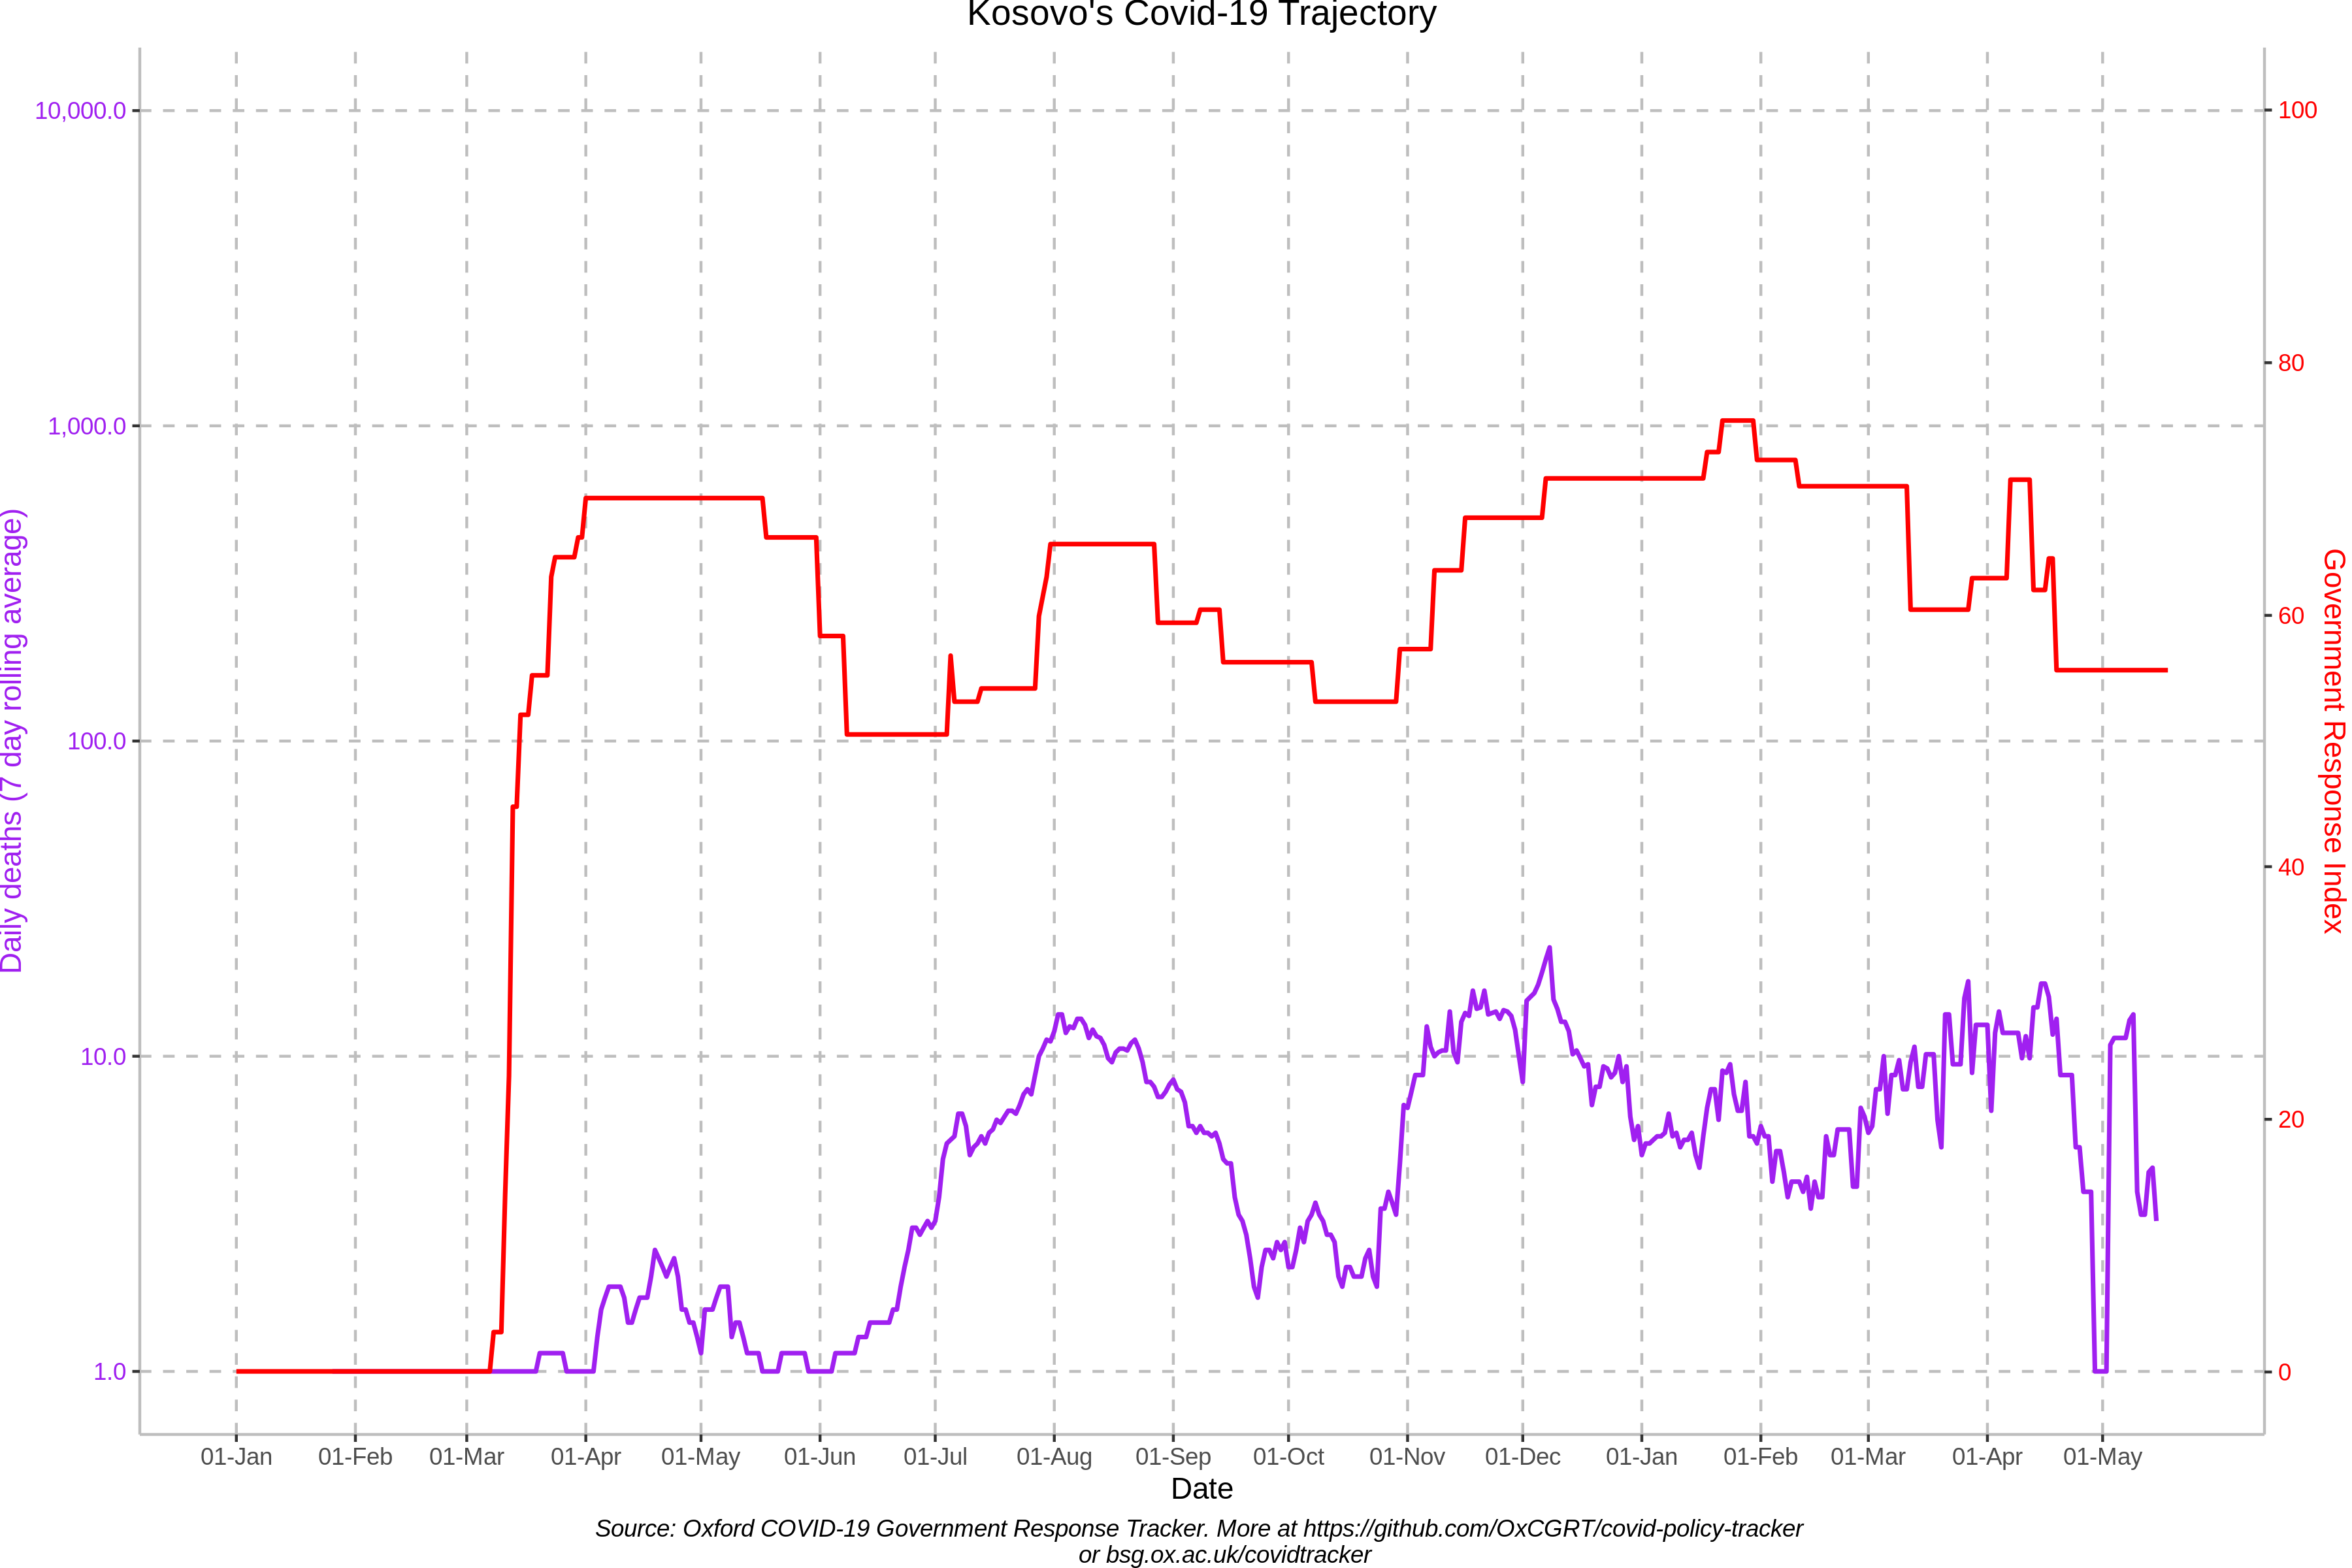 Kosovo's Covid-19 Trajectory
10,000.0
1,000.0
100.0
10.0
1.0
Daily deaths (7 day rolling average)
100
80
60
40
20
0
Government Response Index
01-Jan 01-Feb 01-Mar 01-Apr 01-May 01-Jun 01-Jul 01-Aug 01-Sep 01-Oct 01-Nov 01-Dec 01-Jan 01-Feb 01-Mar 01-Apr 01-May
Date
Source: Oxford COVID-19 Government Response Tracker. More at https://github.com/OxCGRT/covid-policy-tracker
or bsg.ox.ac.uk/covidtracker